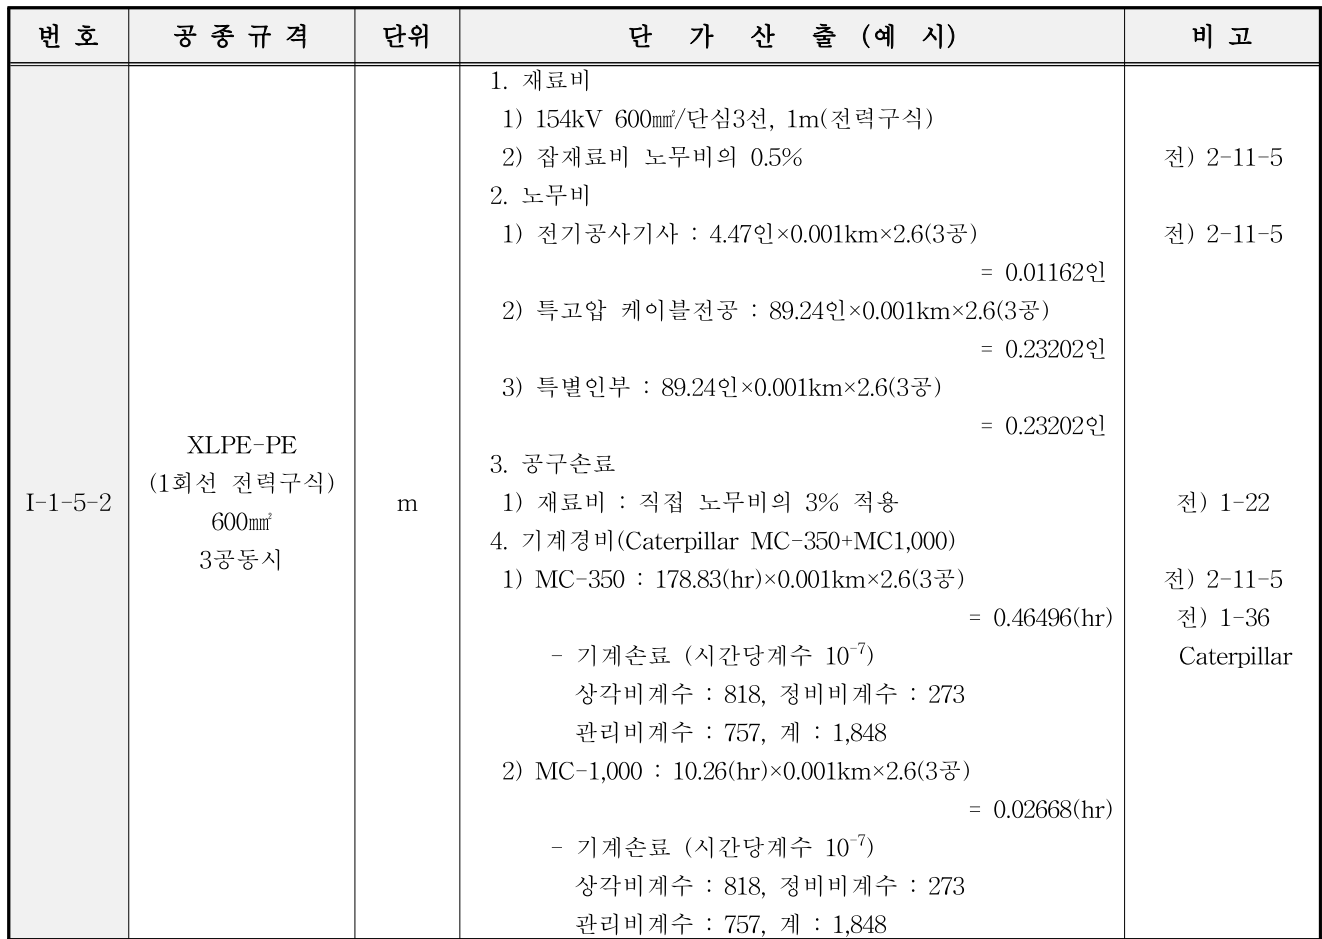 번 호 공 종 규 격 단위 단 가 산 출 (예 시) 비 고
1. 재료비
1) 154kV 600㎟/단심3선, 1m(전력구식)
2) 잡재료비 노무비의 0.5% 전) 2-11-5
2. 노무비
1) 전기공사기사 : 4.47인×0.001km×2.6(3공) 전) 2-11-5
= 0.01162인
2) 특고압 케이블전공 : 89.24인×0.001km×2.6(3공)
= 0.23202인
3) 특별인부 : 89.24인×0.001km×2.6(3공)
= 0.23202인
XLPE-PE
(1회선 전력구식)
600㎟
3공동시
I-1-5-2 m
3. 공구손료
1) 재료비 : 직접 노무비의 3% 적용 전) 1-22
4. 기계경비(Caterpillar MC-350+MC1,000)
1) MC-350 : 178.83(hr)×0.001km×2.6(3공) 전) 2-11-5
= 0.46496(hr) 전) 1-36
- 기계손료 (시간당계수 10⁻⁷) Caterpillar
상각비계수 : 818, 정비비계수 : 273
관리비계수 : 757, 계 : 1,848
2) MC-1,000 : 10.26(hr)×0.001km×2.6(3공)
= 0.02668(hr)
- 기계손료 (시간당계수 10⁻⁷)
상각비계수 : 818, 정비비계수 : 273
관리비계수 : 757, 계 : 1,848